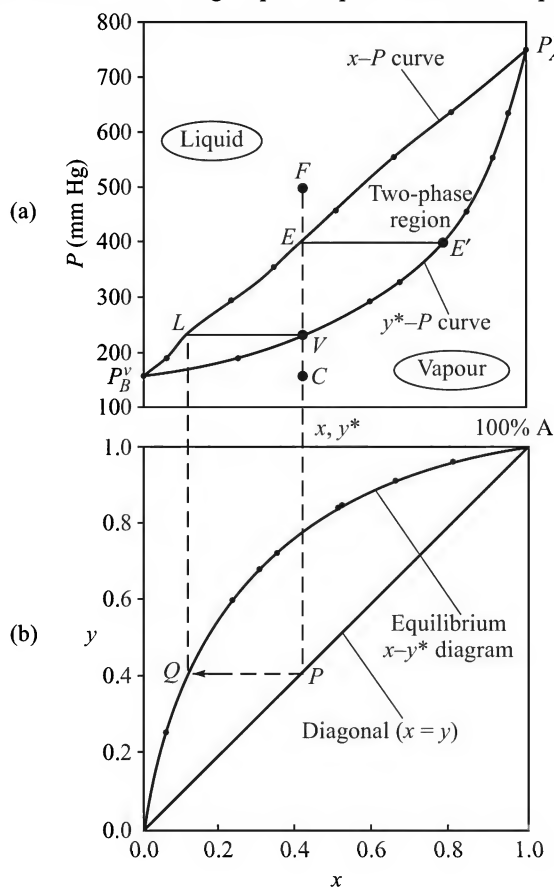 (a)
P (mm Hg)
800
700
600
500
400
300
200
100
P_B^v
x–P curve
P_A
Liquid
F
Two-phase
region
E
E′
L
V
y*–P curve
C
Vapour
x, y*
100% A
(b)
y
1.0
0.8
0.6
0.4
0.2
0.0
Equilibrium
x–y* diagram
Q
P
Diagonal (x = y)
0.0 0.2 0.4 0.6 0.8 1.0
x